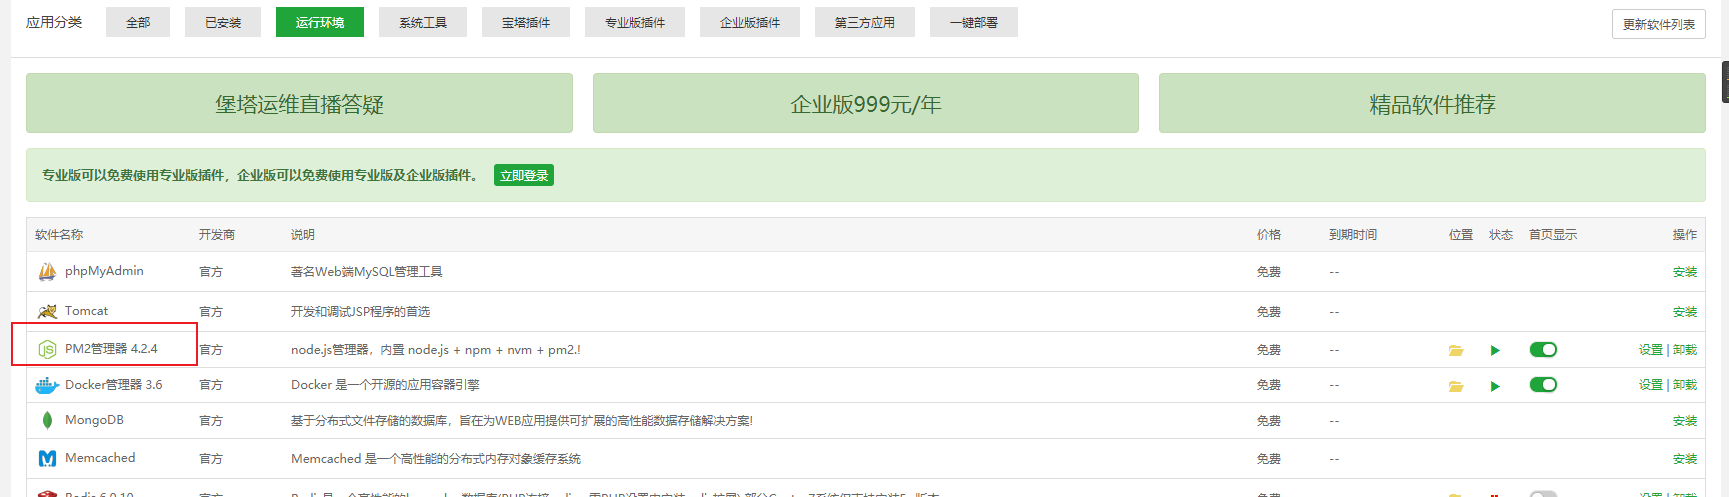 应用分类 全部 已安装 运行环境 系统工具 宝塔插件 专业版插件 企业版插件 第三方应用 一键部署 更新软件列表
堡塔运维直播答疑 企业版999元/年 精品软件推荐
专业版可以免费使用专业版插件，企业版可以免费使用专业版及企业版插件。 立即登录
软件名称 开发商 说明 价格 到期时间 位置 状态 首页显示 操作
phpMyAdmin 官方 著名Web端MySQL管理工具 免费 -- 安装
Tomcat 官方 开发和调试JSP程序的首选 免费 -- 安装
PM2管理器 4.2.4 官方 node.js管理器，内置 node.js + npm + nvm + pm2.! 免费 -- 设置 | 卸载
Docker管理器 3.6 官方 Docker 是一个开源的应用容器引擎 免费 -- 设置 | 卸载
MongoDB 官方 基于分布式文件存储的数据库，旨在为WEB应用提供可扩展的高性能数据存储解决方案! 免费 -- 安装
Memcached 官方 Memcached 是一个高性能的分布式内存对象缓存系统 免费 -- 安装